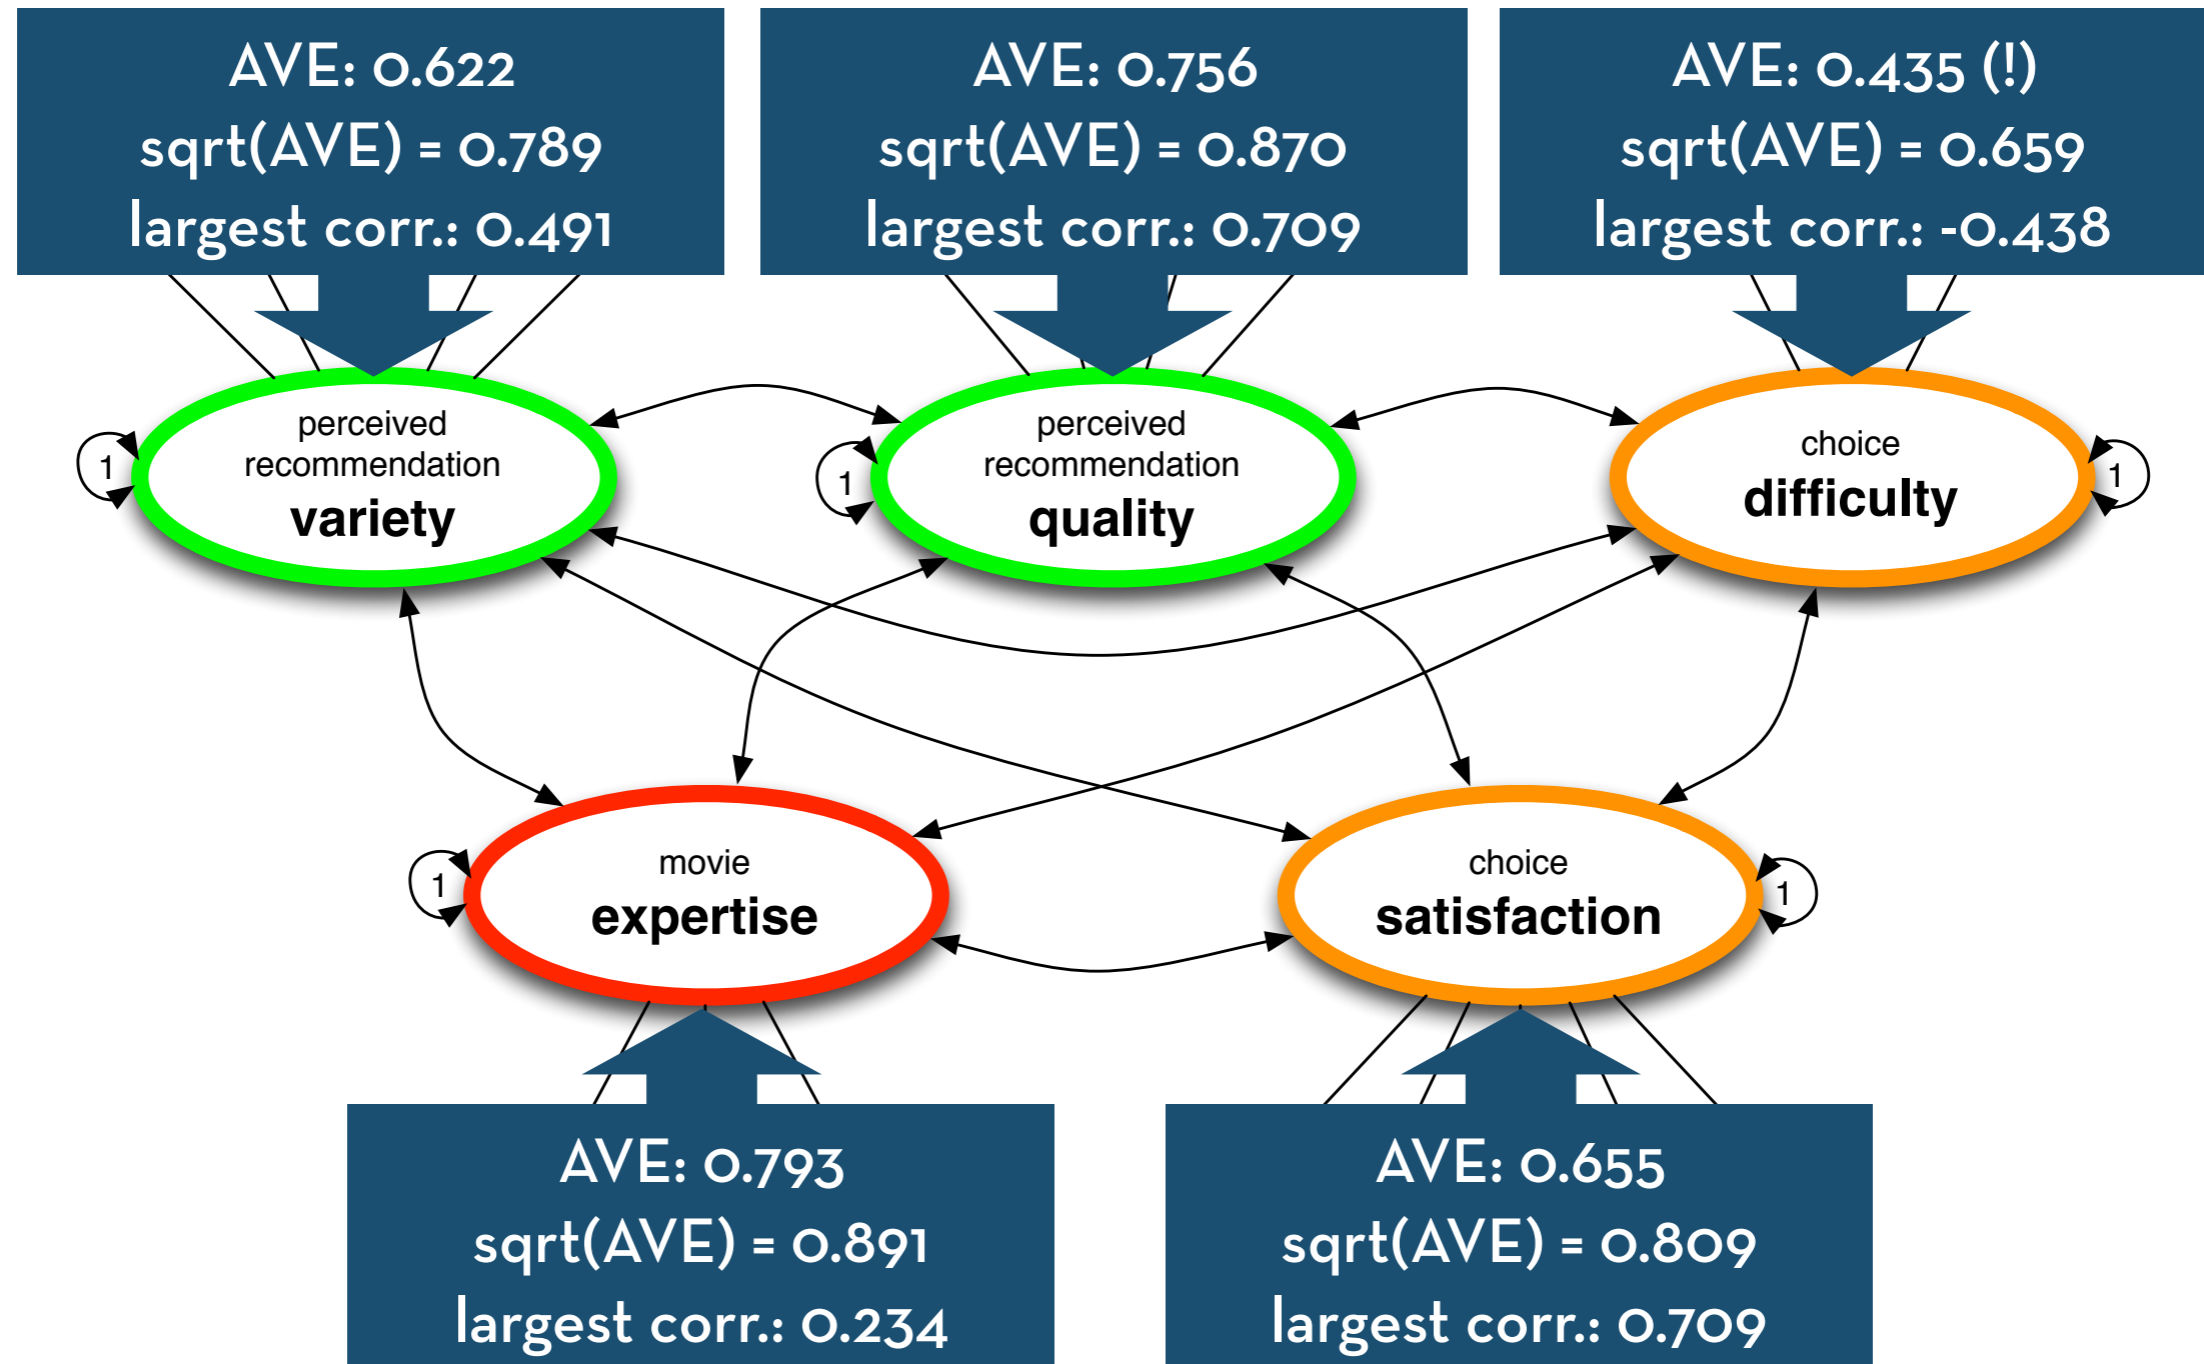 AVE: 0.622
sqrt(AVE) = 0.789
largest corr.: 0.491
AVE: 0.756
sqrt(AVE) = 0.870
largest corr.: 0.709
AVE: 0.435 (!)
sqrt(AVE) = 0.659
largest corr.: -0.438
1
perceived
recommendation
variety
1
perceived
recommendation
quality
choice
difficulty
1
1
movie
expertise
choice
satisfaction
1
AVE: 0.793
sqrt(AVE) = 0.891
largest corr.: 0.234
AVE: 0.655
sqrt(AVE) = 0.809
largest corr.: 0.709